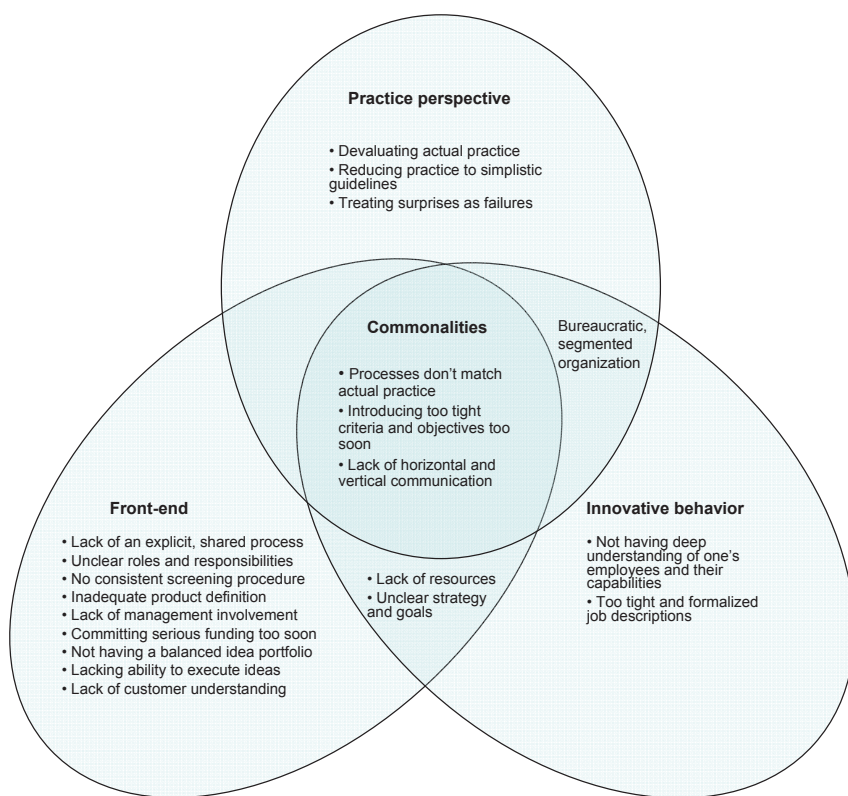 Practice perspective
• Devaluating actual practice
• Reducing practice to simplistic
guidelines
• Treating surprises as failures
Bureaucratic,
segmented
organization
Commonalities
• Processes don’t match
actual practice
• Introducing too tight
criteria and objectives too
soon
• Lack of horizontal and
vertical communication
Front-end
• Lack of an explicit, shared process
• Unclear roles and responsibilities
• No consistent screening procedure
• Inadequate product definition
• Lack of management involvement
• Committing serious funding too soon
• Not having a balanced idea portfolio
• Lacking ability to execute ideas
• Lack of customer understanding
• Lack of resources
• Unclear strategy
and goals
Innovative behavior
• Not having deep
understanding of one’s
employees and their
capabilities
• Too tight and formalized
job descriptions